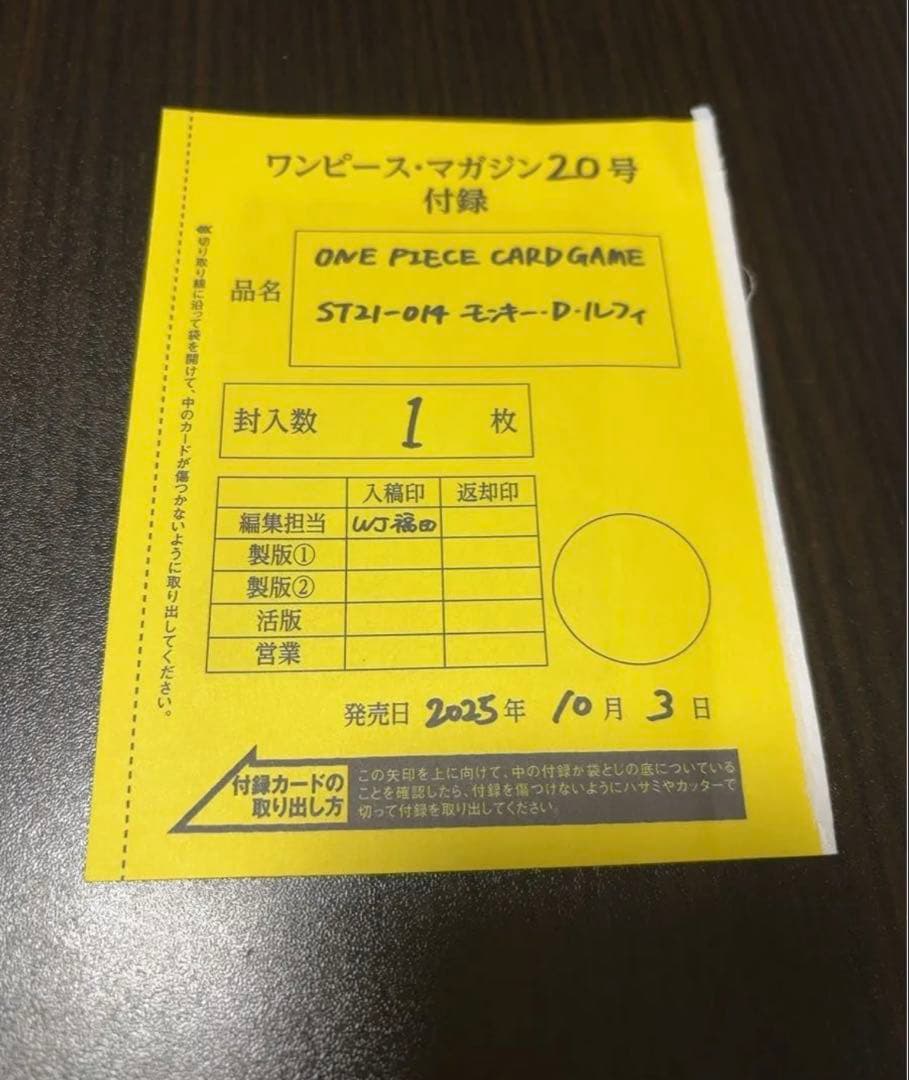 ワンピース・マガジン20号
付録
品名
ONE PIECE CARD GAME
ST21-014 モンキー・D・ルフィ
封入数 1 枚
入稿印 返却印
編集担当 WJ福田
製版①
製版②
活版
営業
発売日 2025年 10月 3日
付録カードの
取り出し方
この矢印を上に向けて、中の付録が袋とじの底についている
ことを確認したら、付録を傷つけないようにハサミやカッターで
切って付録を取り出してください。
※切り取り線に沿って袋を開けて、中のカードが傷つかないように取り出してください。